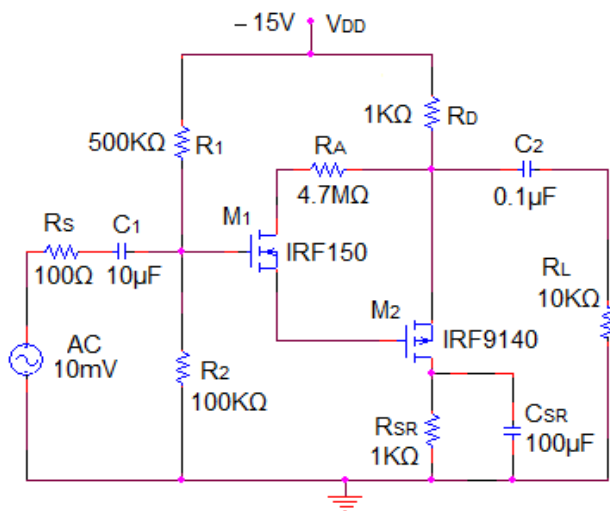 – 15V VDD
1KΩ RD
500KΩ R1
RA
4.7MΩ
C2
0.1µF
M1
IRF150
RS C1
100Ω 10µF
RL
10KΩ
M2
IRF9140
AC
10mV
R2
100KΩ
RSR
1KΩ
CSR
100µF